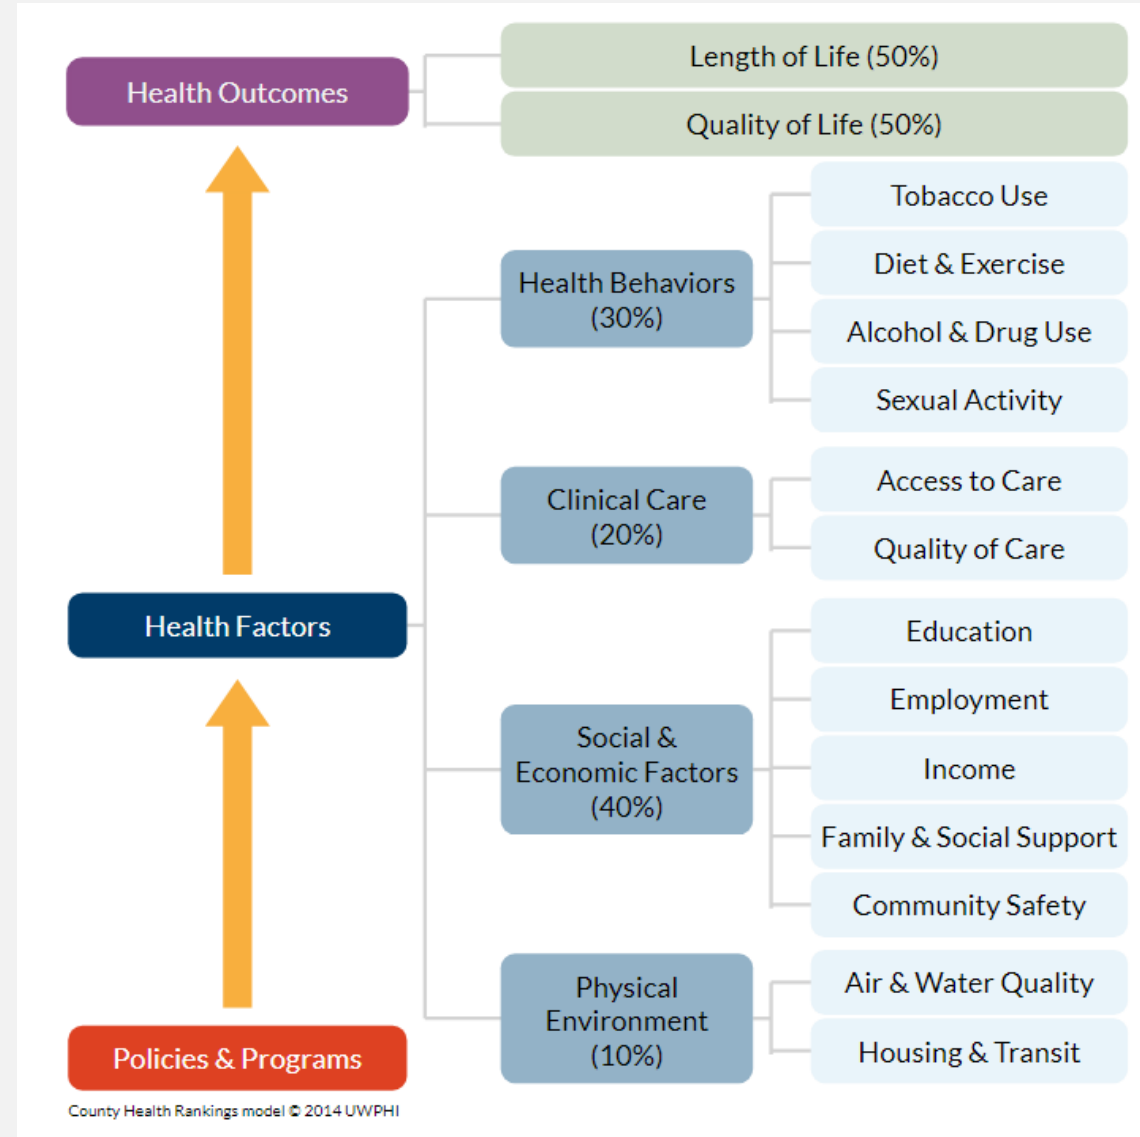 Health Outcomes
Length of Life (50%)
Quality of Life (50%)
Health Factors
Health Behaviors
(30%)
Tobacco Use
Diet & Exercise
Alcohol & Drug Use
Sexual Activity
Clinical Care
(20%)
Access to Care
Quality of Care
Social &
Economic Factors
(40%)
Education
Employment
Income
Family & Social Support
Community Safety
Physical
Environment
(10%)
Air & Water Quality
Housing & Transit
Policies & Programs
County Health Rankings model © 2014 UWPHI